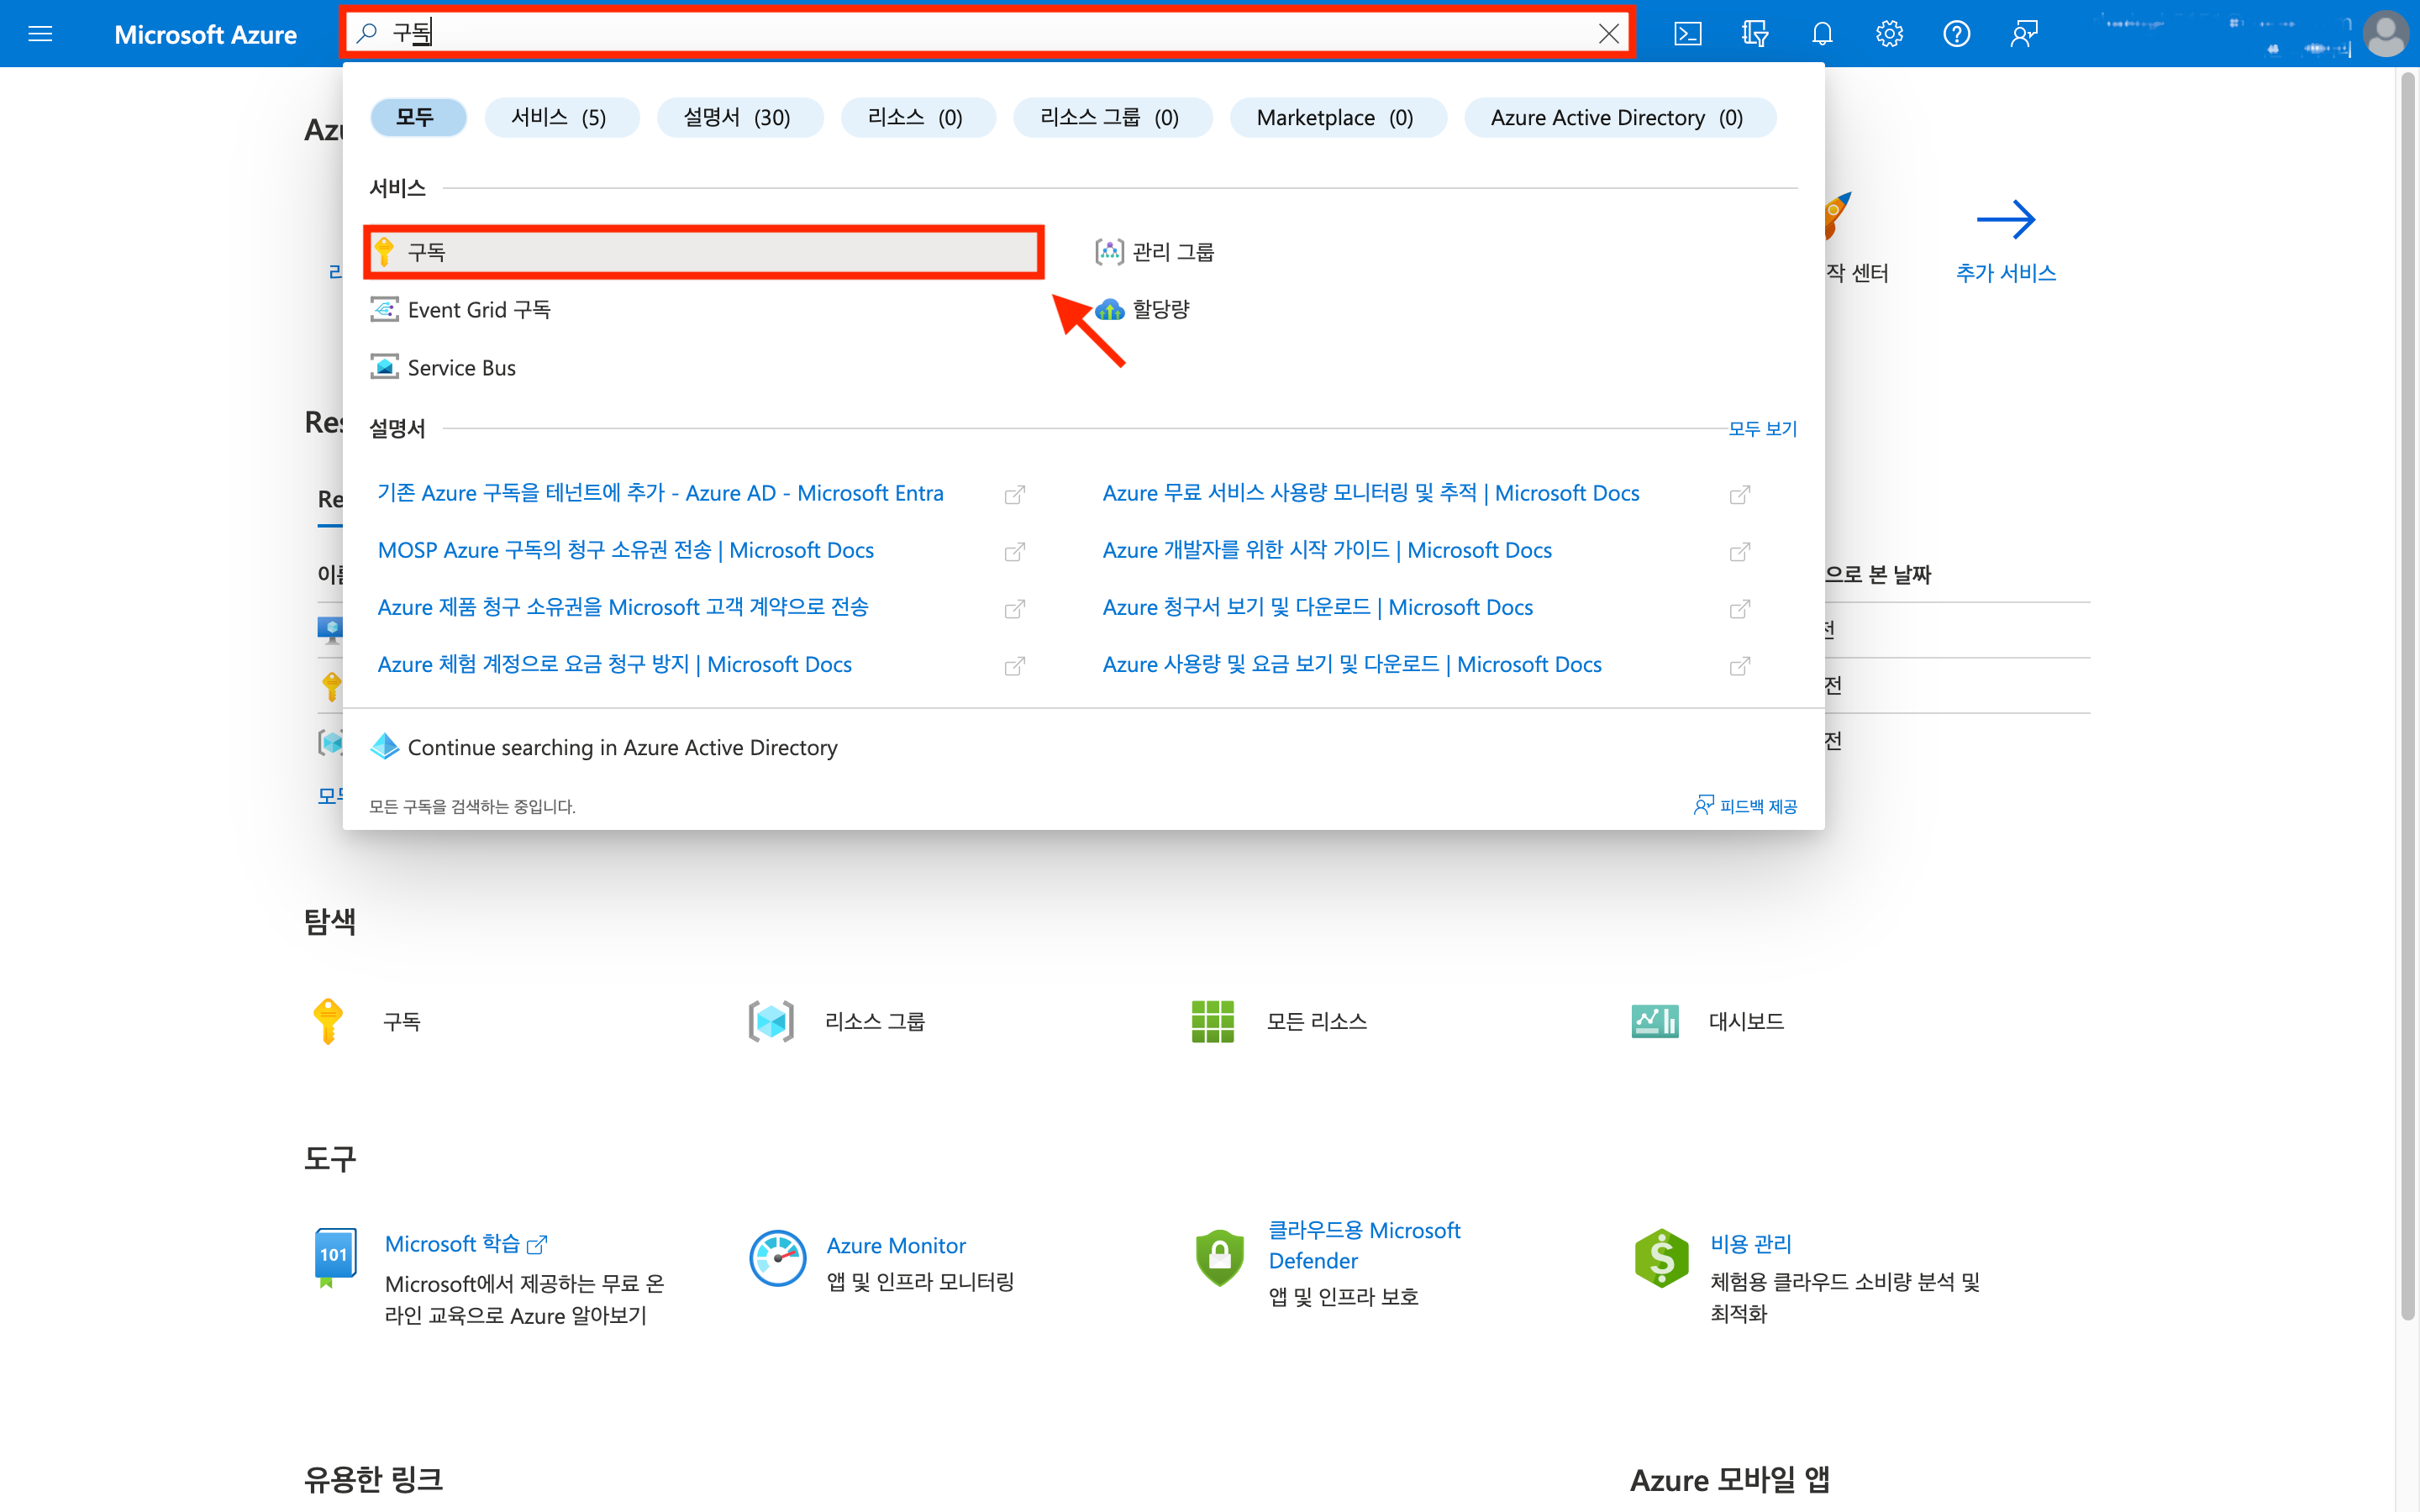 Microsoft Azure
구독
모두
서비스 (5)
설명서 (30)
리소스 (0)
리소스 그룹 (0)
Marketplace (0)
Azure Active Directory (0)
서비스
구독
관리 그룹
Event Grid 구독
할당량
Service Bus
작 센터
추가 서비스
설명서
모두 보기
기존 Azure 구독을 테넌트에 추가 - Azure AD - Microsoft Entra
Azure 무료 서비스 사용량 모니터링 및 추적 | Microsoft Docs
MOSP Azure 구독의 청구 소유권 전송 | Microsoft Docs
Azure 개발자를 위한 시작 가이드 | Microsoft Docs
으로 본 날짜
Azure 제품 청구 소유권을 Microsoft 고객 계약으로 전송
Azure 청구서 보기 및 다운로드 | Microsoft Docs
전
Azure 체험 계정으로 요금 청구 방지 | Microsoft Docs
Azure 사용량 및 요금 보기 및 다운로드 | Microsoft Docs
전
Continue searching in Azure Active Directory
전
모든 구독을 검색하는 중입니다.
피드백 제공
탐색
구독
리소스 그룹
모든 리소스
대시보드
도구
101
Microsoft 학습
Microsoft에서 제공하는 무료 온
라인 교육으로 Azure 알아보기
Azure Monitor
앱 및 인프라 모니터링
클라우드용 Microsoft
Defender
앱 및 인프라 보호
비용 관리
체험용 클라우드 소비량 분석 및
최적화
유용한 링크
Azure 모바일 앱